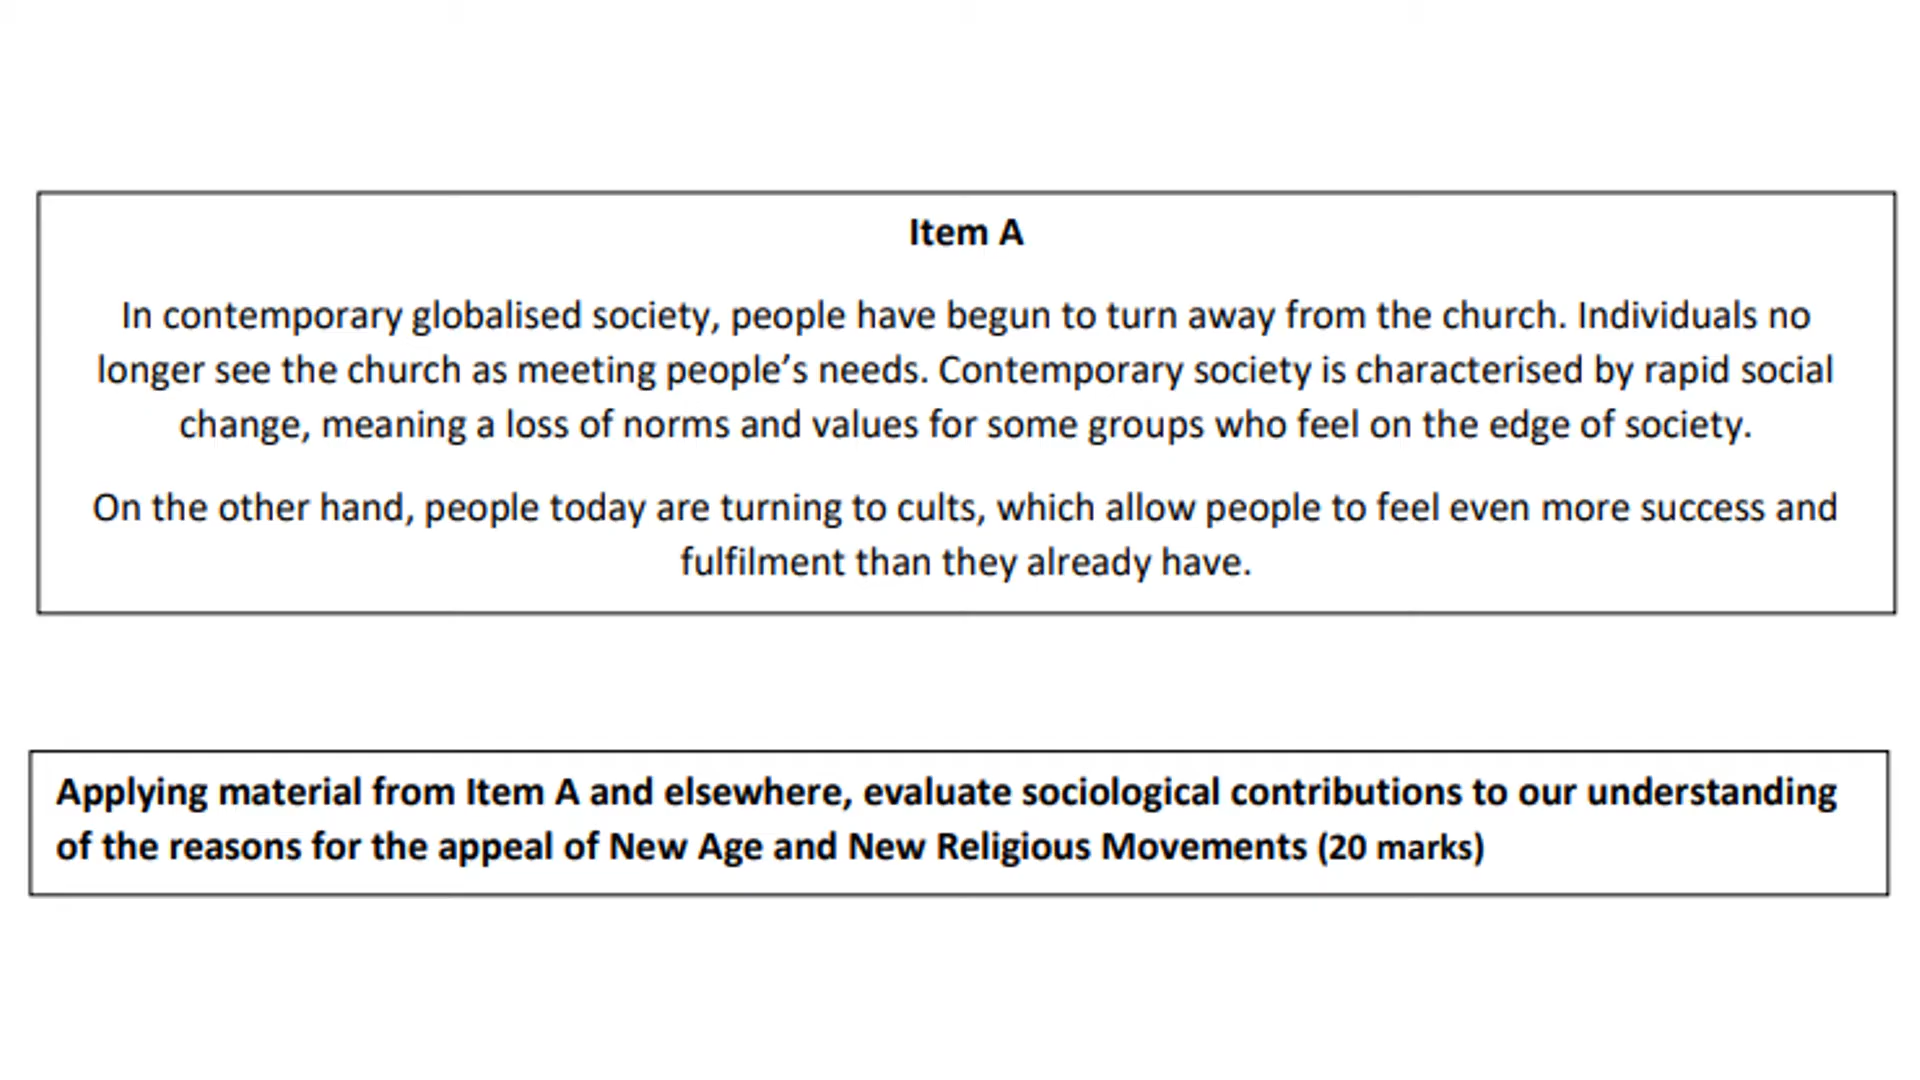 Item A
In contemporary globalised society, people have begun to turn away from the church. Individuals no
longer see the church as meeting people’s needs. Contemporary society is characterised by rapid social
change, meaning a loss of norms and values for some groups who feel on the edge of society.
On the other hand, people today are turning to cults, which allow people to feel even more success and
fulfilment than they already have.
Applying material from Item A and elsewhere, evaluate sociological contributions to our understanding
of the reasons for the appeal of New Age and New Religious Movements (20 marks)